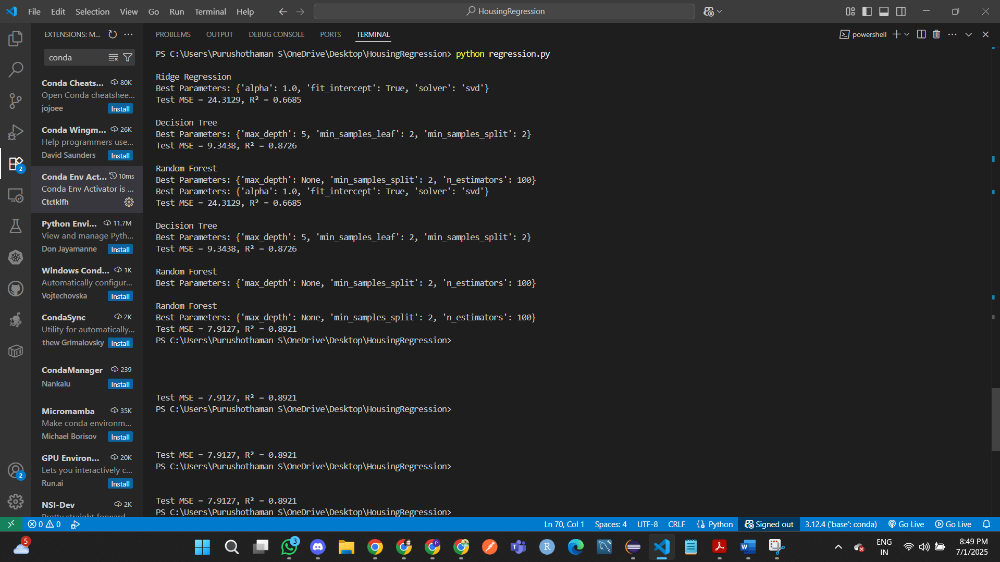 File Edit Selection View Go Run Terminal Help
HousingRegression
EXTENSIONS: M...
conda
Conda Cheats... 80K
Open Conda cheatshee...
jojoee Install
Conda Wingm... 26K
Help programmers use...
David Saunders Install
Conda Env Act... 10ms
Conda Env Activator is ...
Ctctklfh
Python Envi... 11.7M
View and manage Pyth...
Don Jayamanne Install
Windows Cond... 1K
Automatically configur...
Vojtechovska Install
CondaSync 2K
Utility for automatically...
thew Grimalovsky Install
CondaManager 239
Nankaiu Install
Micromamba 35K
Make conda environm...
Michael Borisov Install
GPU Environ... 20K
Lets you interactively c...
Run.ai Install
NSI-Dev 2K
Pretty straight forward
2
2
PROBLEMS OUTPUT DEBUG CONSOLE PORTS TERMINAL
powershell
PS C:\Users\Purushothaman S\OneDrive\Desktop\HousingRegression> python regression.py
Ridge Regression
Best Parameters: {'alpha': 1.0, 'fit_intercept': True, 'solver': 'svd'}
Test MSE = 24.3129, R² = 0.6685
Decision Tree
Best Parameters: {'max_depth': 5, 'min_samples_leaf': 2, 'min_samples_split': 2}
Test MSE = 9.3438, R² = 0.8726
Random Forest
Best Parameters: {'max_depth': None, 'min_samples_split': 2, 'n_estimators': 100}
Best Parameters: {'alpha': 1.0, 'fit_intercept': True, 'solver': 'svd'}
Test MSE = 24.3129, R² = 0.6685
Decision Tree
Best Parameters: {'max_depth': 5, 'min_samples_leaf': 2, 'min_samples_split': 2}
Test MSE = 9.3438, R² = 0.8726
Random Forest
Best Parameters: {'max_depth': None, 'min_samples_split': 2, 'n_estimators': 100}
Random Forest
Best Parameters: {'max_depth': None, 'min_samples_split': 2, 'n_estimators': 100}
Test MSE = 7.9127, R² = 0.8921
PS C:\Users\Purushothaman S\OneDrive\Desktop\HousingRegression>
Test MSE = 7.9127, R² = 0.8921
PS C:\Users\Purushothaman S\OneDrive\Desktop\HousingRegression>
Test MSE = 7.9127, R² = 0.8921
PS C:\Users\Purushothaman S\OneDrive\Desktop\HousingRegression>
Test MSE = 7.9127, R² = 0.8921
PS C:\Users\Purushothaman S\OneDrive\Desktop\HousingRegression>
0 0 Ln 70, Col 1 Spaces: 4 UTF-8 CRLF Python Signed out 3.12.4 ('base': conda) Go Live Go Live
5 3 P R W ENG 8:49 PM
IN 7/1/2025